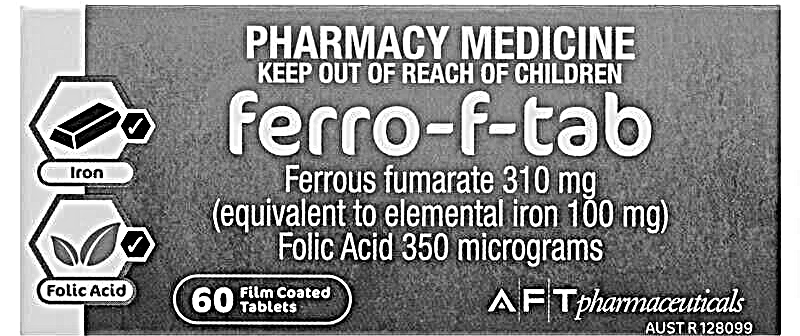 PHARMACY MEDICINE
KEEP OUT OF REACH OF CHILDREN
ferro-f-tab
Iron
Ferrous fumarate 310 mg
(equivalent to elemental iron 100 mg)
Folic Acid 350 micrograms
Folic Acid
60 Film Coated
Tablets
AFT pharmaceuticals
AUST R 128099